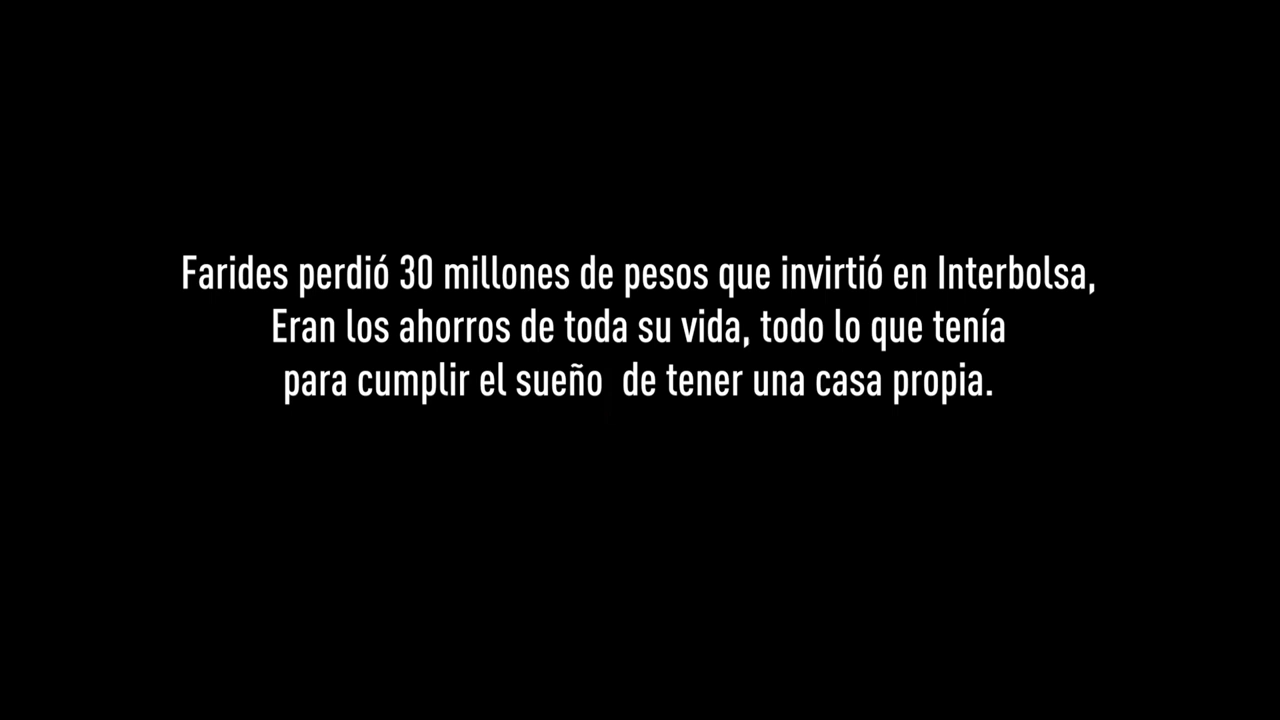 Farides perdió 30 millones de pesos que invirtió en Interbolsa,
Eran los ahorros de toda su vida, todo lo que tenía
para cumplir el sueño  de tener una casa propia.